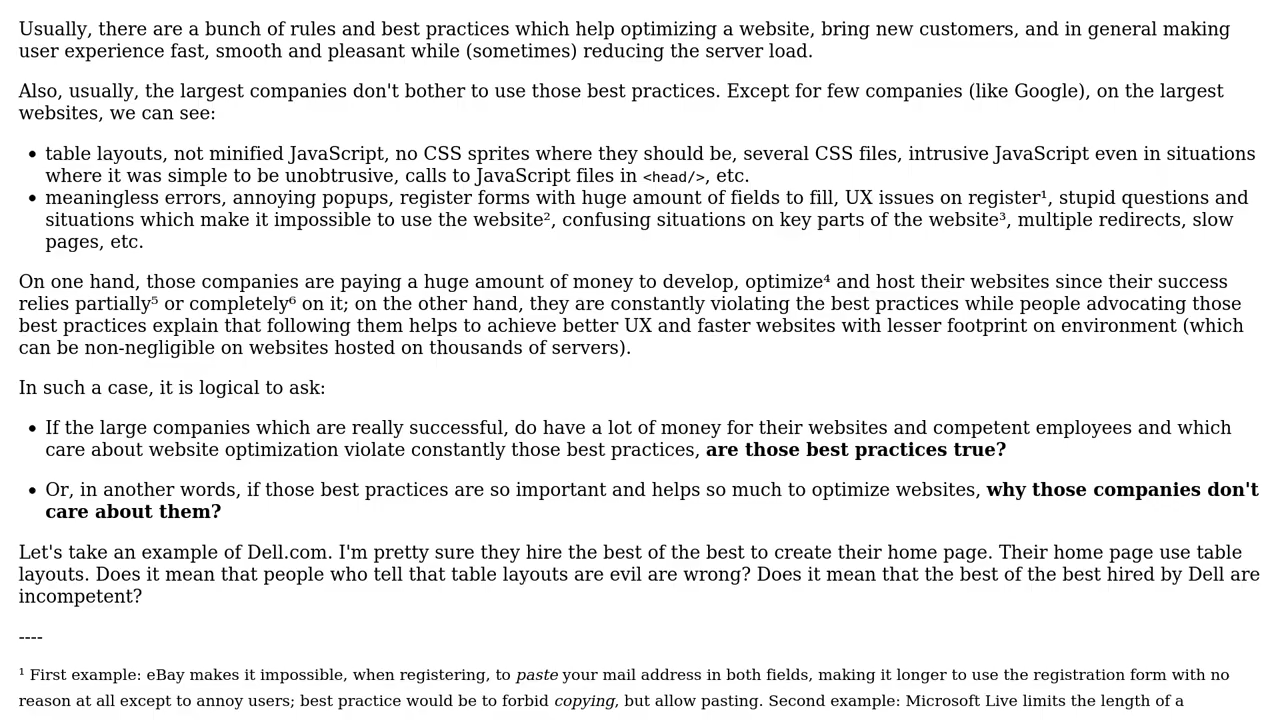 Usually, there are a bunch of rules and best practices which help optimizing a website, bring new customers, and in general making
user experience fast, smooth and pleasant while (sometimes) reducing the server load.
Also, usually, the largest companies don't bother to use those best practices. Except for few companies (like Google), on the largest
websites, we can see:
• table layouts, not minified JavaScript, no CSS sprites where they should be, several CSS files, intrusive JavaScript even in situations
where it was simple to be unobtrusive, calls to JavaScript files in <head/>, etc.
• meaningless errors, annoying popups, register forms with huge amount of fields to fill, UX issues on register¹, stupid questions and
situations which make it impossible to use the website², confusing situations on key parts of the website³, multiple redirects, slow
pages, etc.
On one hand, those companies are paying a huge amount of money to develop, optimize⁴ and host their websites since their success
relies partially⁵ or completely⁶ on it; on the other hand, they are constantly violating the best practices while people advocating those
best practices explain that following them helps to achieve better UX and faster websites with lesser footprint on environment (which
can be non-negligible on websites hosted on thousands of servers).
In such a case, it is logical to ask:
• If the large companies which are really successful, do have a lot of money for their websites and competent employees and which
care about website optimization violate constantly those best practices, are those best practices true?
• Or, in another words, if those best practices are so important and helps so much to optimize websites, why those companies don't
care about them?
Let's take an example of Dell.com. I'm pretty sure they hire the best of the best to create their home page. Their home page use table
layouts. Does it mean that people who tell that table layouts are evil are wrong? Does it mean that the best of the best hired by Dell are
incompetent?
----
¹ First example: eBay makes it impossible, when registering, to paste your mail address in both fields, making it longer to use the registration form with no
reason at all except to annoy users; best practice would be to forbid copying, but allow pasting. Second example: Microsoft Live limits the length of a